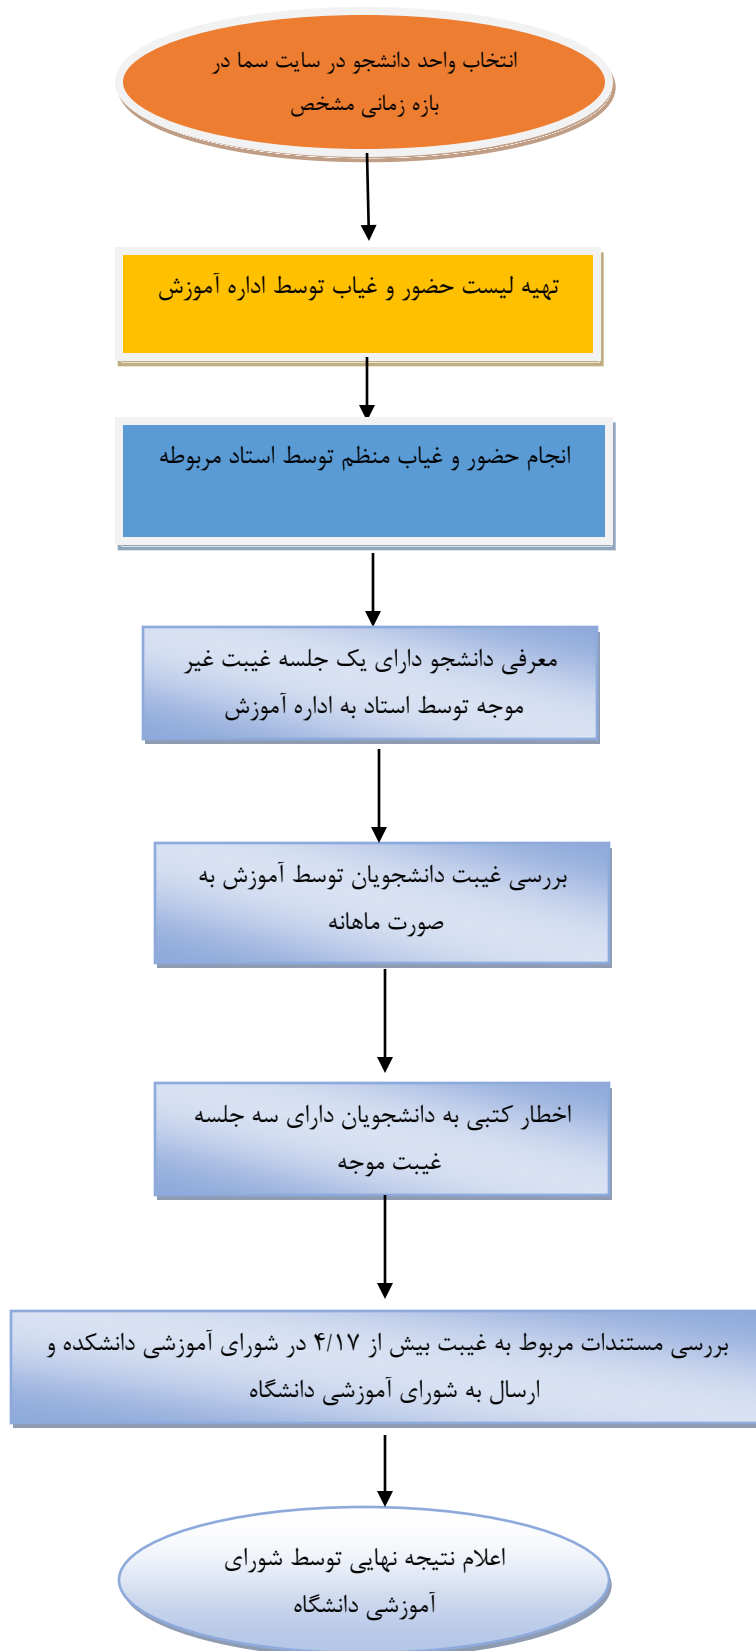 انتخاب واحد دانشجو در سایت سما در
بازه زمانی مشخص
تهیه لیست حضور و غیاب توسط اداره آموزش
انجام حضور و غیاب منظم توسط استاد مربوطه
معرفی دانشجو دارای یک جلسه غیبت غیر
موجه توسط استاد به اداره آموزش
بررسی غیبت دانشجویان توسط آموزش به
صورت ماهانه
اخطار کتبی به دانشجویان دارای سه جلسه
غیبت موجه
بررسی مستندات مربوط به غیبت بیش از ۴/۱۷ در شورای آموزشی دانشکده و
ارسال به شورای آموزشی دانشگاه
اعلام نتیجه نهایی توسط شورای
آموزشی دانشگاه